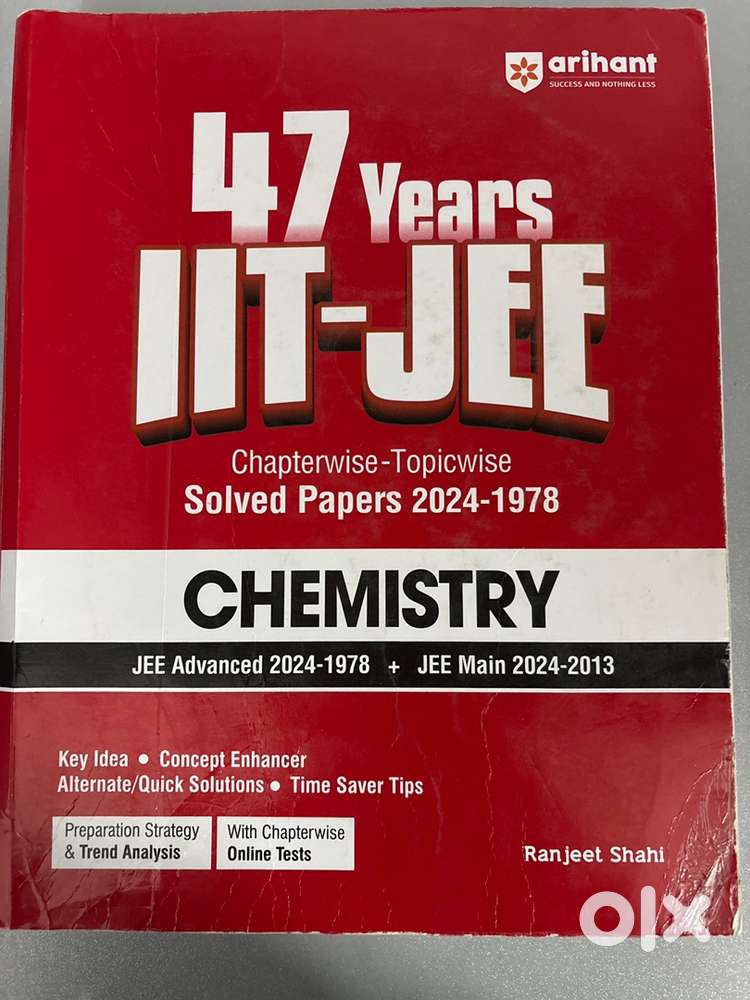 arihant
SUCCESS AND NOTHING LESS
47 Years
IIT-JEE
Chapterwise-Topicwise
Solved Papers 2024-1978
CHEMISTRY
JEE Advanced 2024-1978 + JEE Main 2024-2013
Key Idea • Concept Enhancer
Alternate/Quick Solutions • Time Saver Tips
Preparation Strategy
& Trend Analysis
With Chapterwise
Online Tests
Ranjeet Shahi
olx